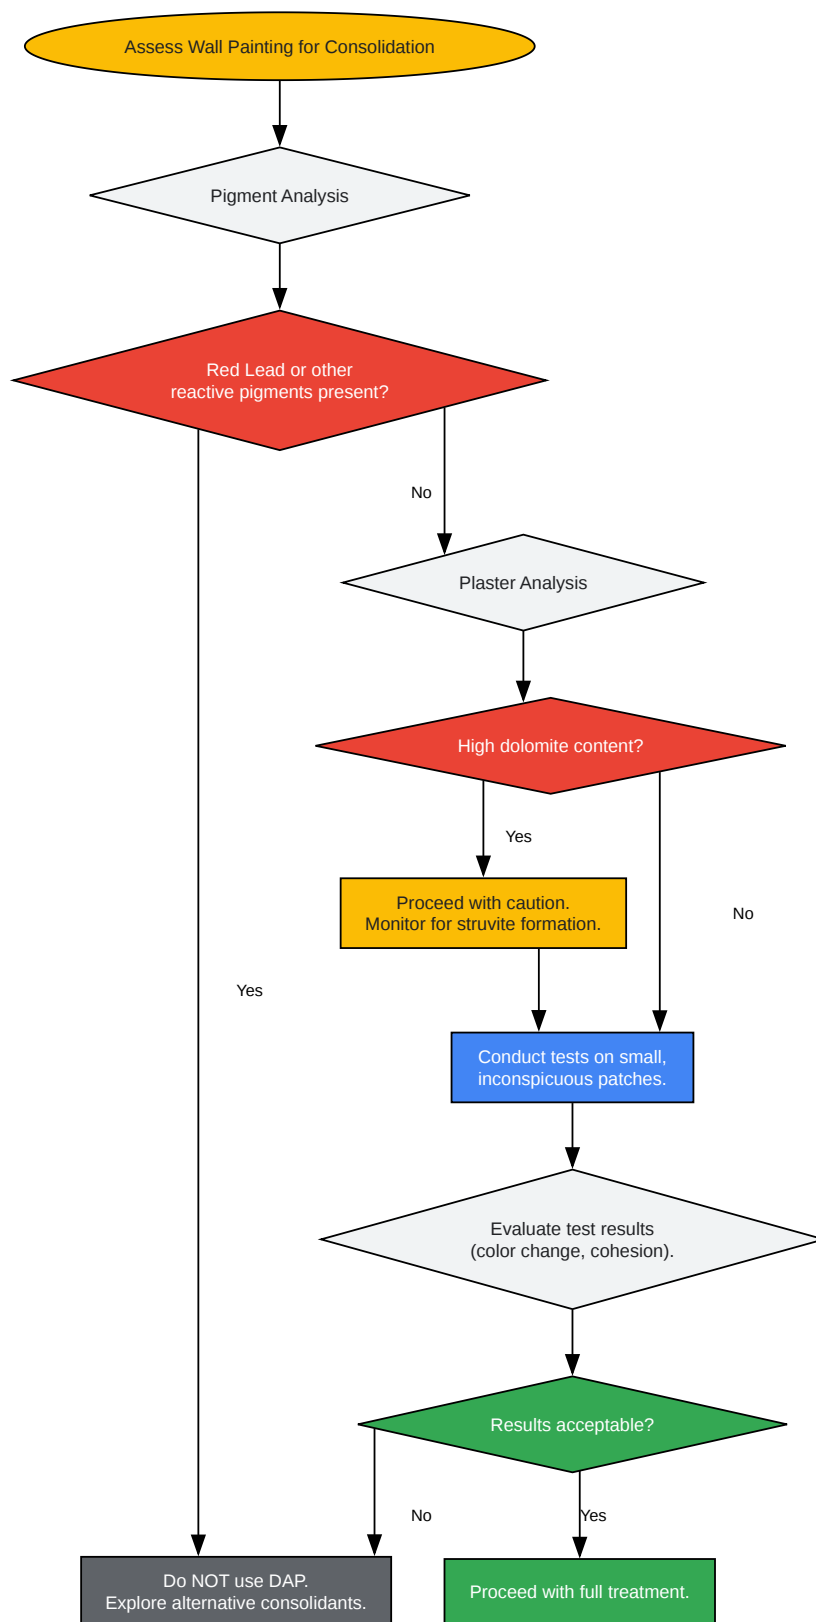 Assess Wall Painting for Consolidation
Pigment Analysis
Red Lead or other
reactive pigments present?
No
Plaster Analysis
High dolomite content?
Yes
Proceed with caution.
Monitor for struvite formation.
No
Yes
Conduct tests on small,
inconspicuous patches.
Evaluate test results
(color change, cohesion).
Results acceptable?
No
Yes
Do NOT use DAP.
Explore alternative consolidants.
Proceed with full treatment.